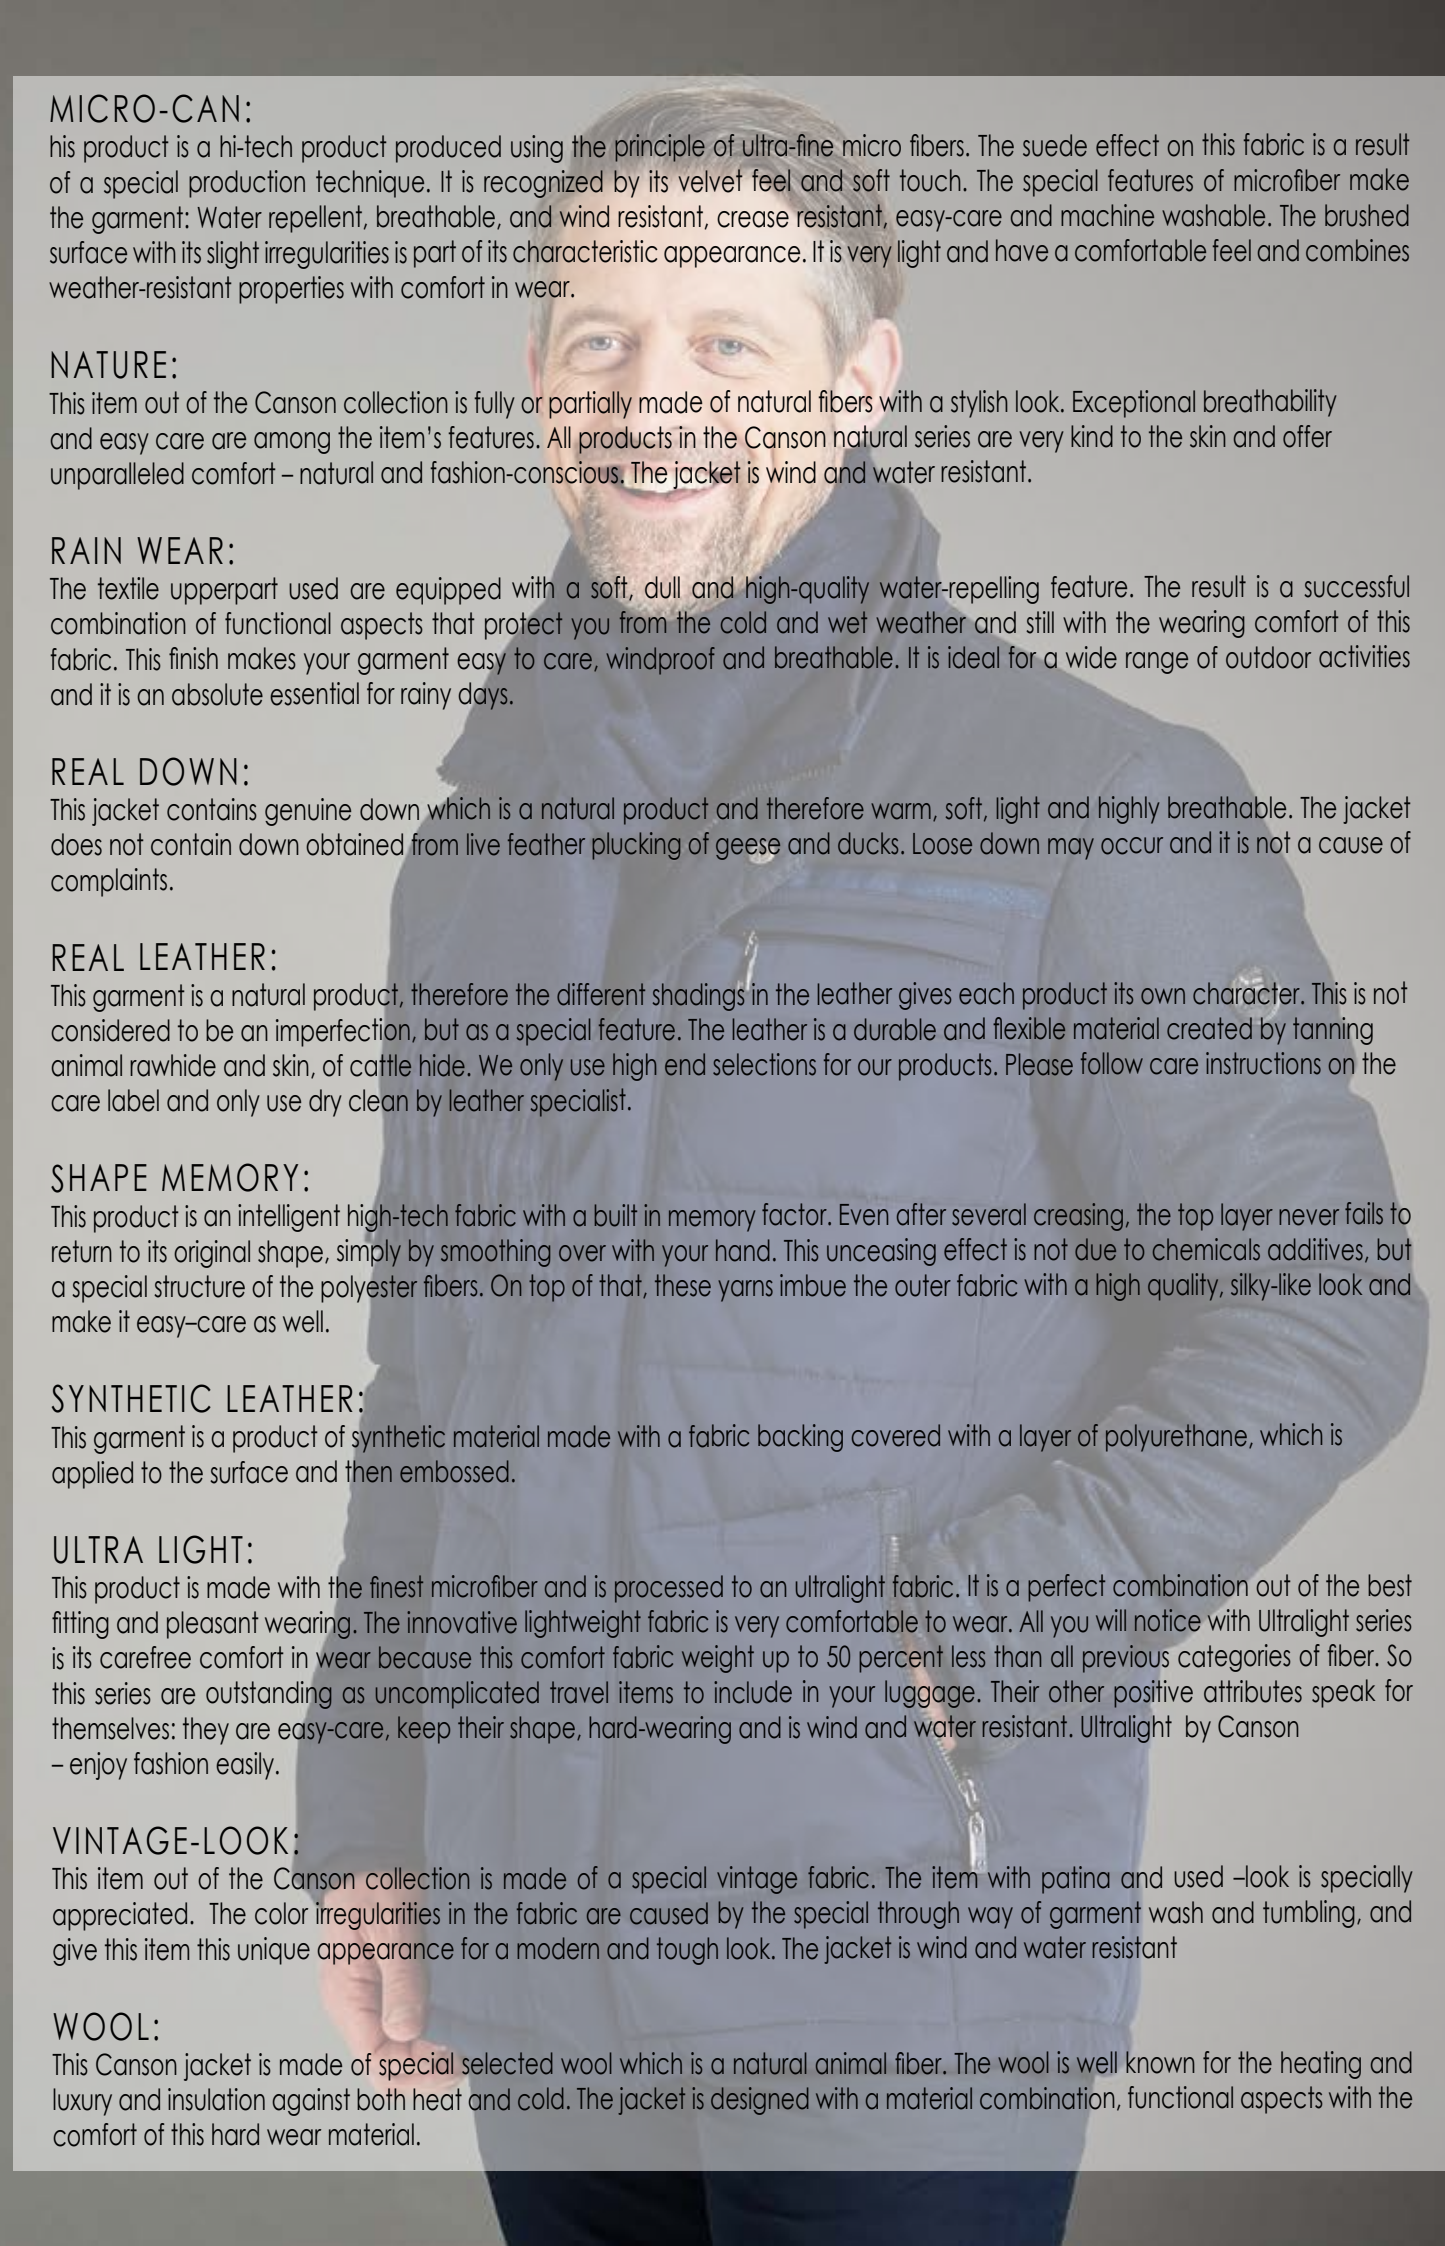 MICRO-CAN:
his product is a hi-tech product produced using the principle of ultra-fine micro fibers. The suede effect on this fabric is a result
of a special production technique. It is recognized by its velvet feel and soft touch. The special features of microfiber make
the garment: Water repellent, breathable, and wind resistant, crease resistant, easy-care and machine washable. The brushed
surface with its slight irregularities is part of its characteristic appearance. It is very light and have a comfortable feel and combines
weather-resistant properties with comfort in wear.
NATURE:
This item out of the Canson collection is fully or partially made of natural fibers with a stylish look. Exceptional breathability
and easy care are among the item's features. All products in the Canson natural series are very kind to the skin and offer
unparalleled comfort – natural and fashion-conscious. The jacket is wind and water resistant.
RAIN WEAR:
The textile upperpart used are equipped with a soft, dull and high-quality water-repelling feature. The result is a successful
combination of functional aspects that protect you from the cold and wet weather and still with the wearing comfort of this
fabric. This finish makes your garment easy to care, windproof and breathable. It is ideal for a wide range of outdoor activities
and it is an absolute essential for rainy days.
REAL DOWN:
This jacket contains genuine down which is a natural product and therefore warm, soft, light and highly breathable. The jacket
does not contain down obtained from live feather plucking of geese and ducks. Loose down may occur and it is not a cause of
complaints.
REAL LEATHER:
This garment is a natural product, therefore the different shadings in the leather gives each product its own character. This is not
considered to be an imperfection, but as a special feature. The leather is a durable and flexible material created by tanning
animal rawhide and skin, of cattle hide. We only use high end selections for our products. Please follow care instructions on the
care label and only use dry clean by leather specialist.
SHAPE MEMORY:
This product is an intelligent high-tech fabric with a built in memory factor. Even after several creasing, the top layer never fails to
return to its original shape, simply by smoothing over with your hand. This unceasing effect is not due to chemicals additives, but
a special structure of the polyester fibers. On top of that, these yarns imbue the outer fabric with a high quality, silky-like look and
make it easy–care as well.
SYNTHETIC LEATHER:
This garment is a product of synthetic material made with a fabric backing covered with a layer of polyurethane, which is
applied to the surface and then embossed.
ULTRA LIGHT:
This product is made with the finest microfiber and is processed to an ultralight fabric. It is a perfect combination out of the best
fitting and pleasant wearing. The innovative lightweight fabric is very comfortable to wear. All you will notice with Ultralight series
is its carefree comfort in wear because this comfort fabric weight up to 50 percent less than all previous categories of fiber. So
this series are outstanding as uncomplicated travel items to include in your luggage. Their other positive attributes speak for
themselves: they are easy-care, keep their shape, hard-wearing and is wind and water resistant. Ultralight by Canson
– enjoy fashion easily.
VINTAGE-LOOK:
This item out of the Canson collection is made of a special vintage fabric. The item with patina and used –look is specially
appreciated. The color irregularities in the fabric are caused by the special through way of garment wash and tumbling, and
give this item this unique appearance for a modern and tough look. The jacket is wind and water resistant
WOOL:
This Canson jacket is made of special selected wool which is a natural animal fiber. The wool is well known for the heating and
luxury and insulation against both heat and cold. The jacket is designed with a material combination, functional aspects with the
comfort of this hard wear material.